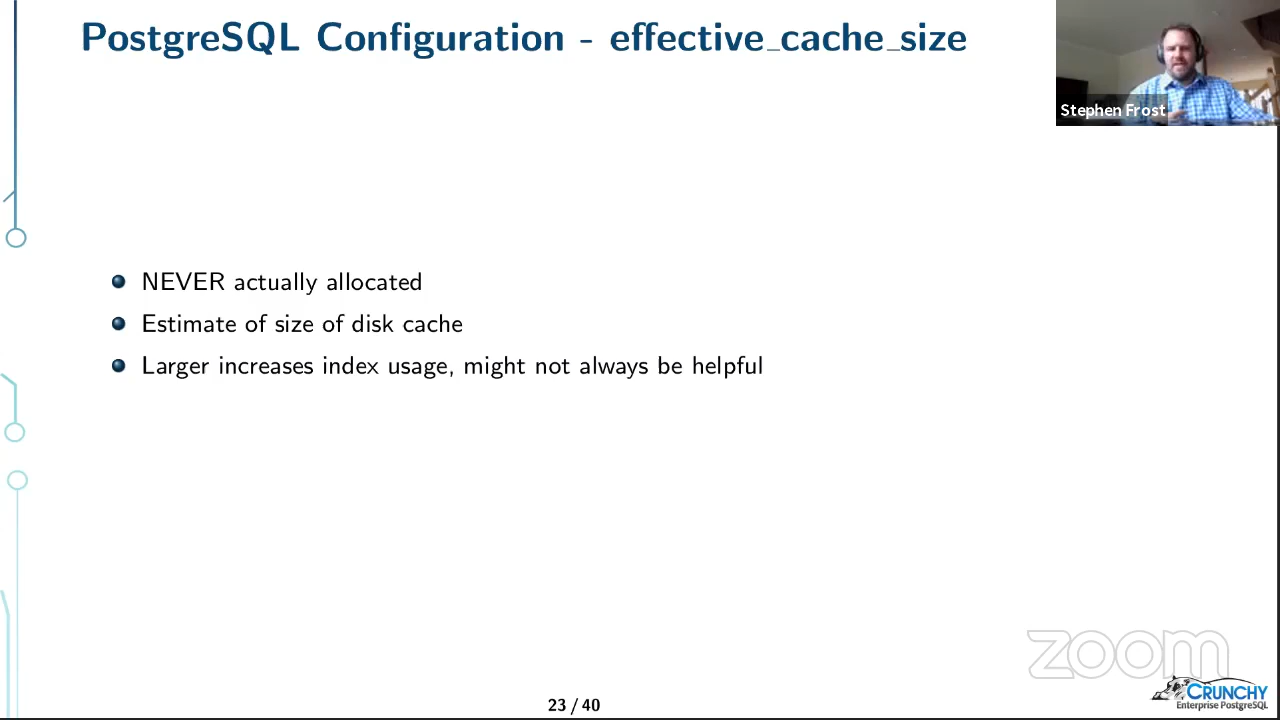 PostgreSQL Configuration - effective_cache_size
Stephen Frost
NEVER actually allocated
Estimate of size of disk cache
Larger increases index usage, might not always be helpful
zoom
CRUNCHY
Enterprise PostgreSQL
23 / 40